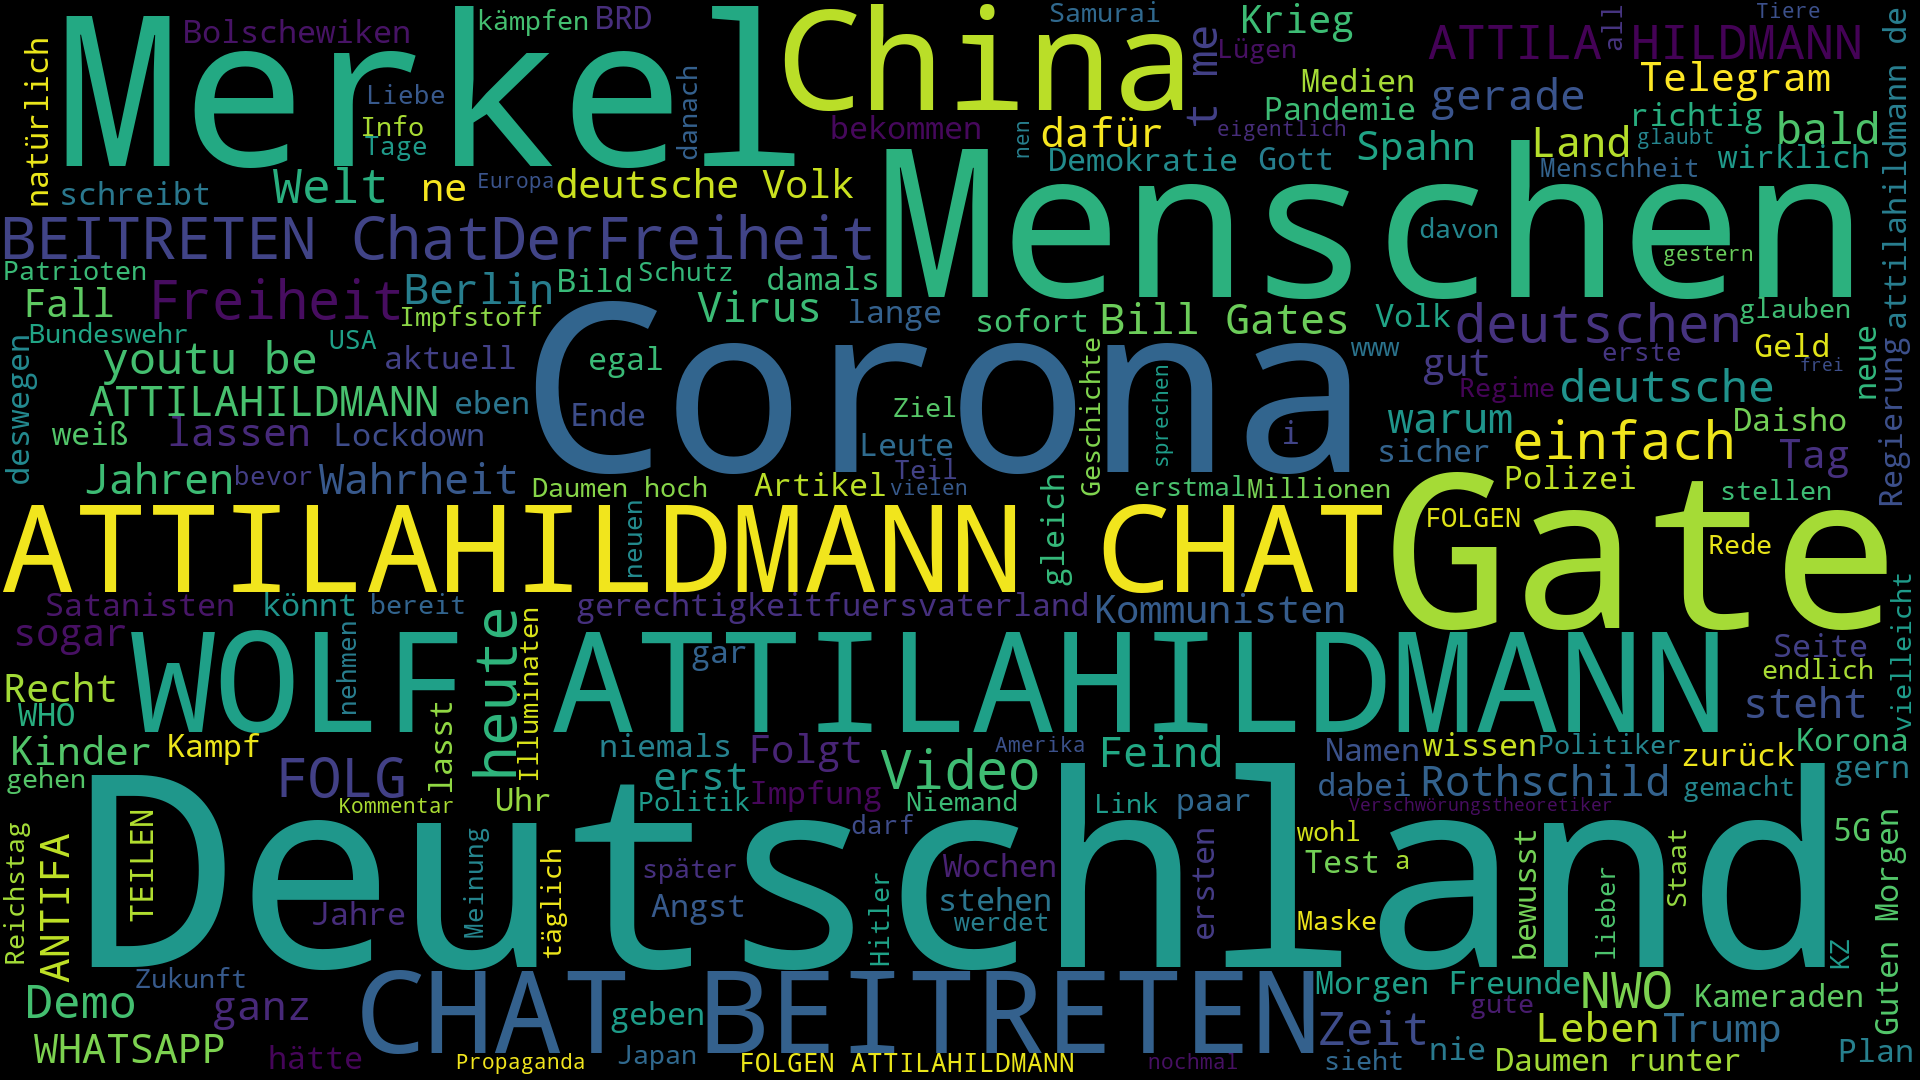 Merkel
China
Bolschewiken
kämpfen
BRD
Samurai
Krieg
Lügen
Tiere
ATTILA HILDMANN
all
t me
natürlich
Liebe
Info
Tage
danach
Medien
Pandemie
gerade
Telegram
richtig
bald
bekommen
nen
dafür
eigentlich
Demokratie
Gott
Spahn
Land
glaubt
Menschheit
wirklich
attilahildmann de
schreibt
Welt
ne
Europa
deutsche Volk
Menschen
davon
gestern
BEITRETEN ChatDerFreiheit
Patrioten
Fall
Freiheit
Berlin
Bild
Schutz
damals
Impfstoff
Virus
lange
sofort
Bill Gates
Volk
deutschen
glauben
Bundeswehr
USA
youtu be
aktuell
egal
Corona
www
gut
erste
Geld
frei
neue
Regierung
deswegen
ATTILAHILDMANN
eben
Ende
Ziel
Geschichte
sprechen
i
Regime
deutsche
weiß
lassen
Lockdown
Leute
warum
einfach
Daisho
sicher
Tag
Jahren
bevor
Wahrheit
Daumen hoch
Artikel
Teil
vielen
erstmal
Millionen
Polizei
stellen
ATTILAHILDMANN CHAT
neuen
gleich
Gate
FOLGEN
Rede
Satanisten
könnt
bereit
gerechtigkeitfuersvaterland
Kommunisten
sogar
WOLF ATTILAHILDMANN
nehmen
heute
Illuminaten
gar
Seite
endlich
vielleicht
Recht
WHO
steht
Kinder
Kampf
lasst
niemals
Folgt
Amerika
Feind
Namen
wissen
Politiker
zurück
Korona
gehen
FOLG
erst
Video
dabei
Rothschild
gemacht
gern
Kommentar
Uhr
Politik
Impfung
Niemand
Link
paar
Verschwörungstheoretiker
Deutschland
darf
wohl
5G
Reichstag
ANTIFA
TEILEN
Meinung
täglich
später
Wochen
ersten
Test
a
bewusst
lieber
Staat
Guten Morgen
Jahre
Angst
Hitler
stehen
werdet
Maske
KZ
Zukunft
Demo
ganz
CHAT BEITRETEN
geben
Morgen
Freunde
gute
NWO
Kameraden
WHATSAPP
hätte
Propaganda
Japan
FOLGEN ATTILAHILDMANN
nochmal
Zeit
sieht
nie
Leben
Trump
Daumen runter
Plan